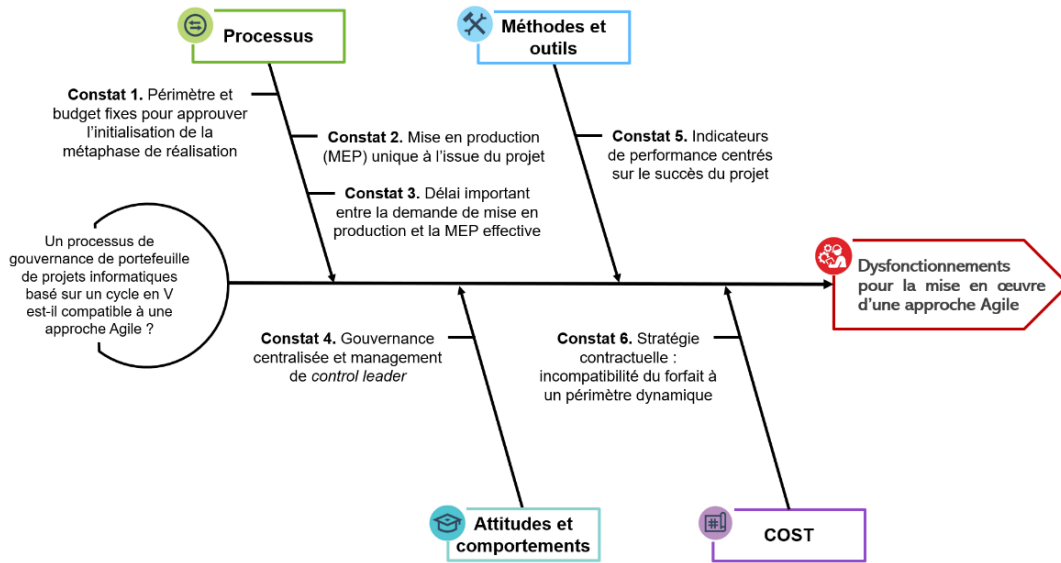 Processus
Méthodes et
outils
Constat 1. Périmètre et
budget fixes pour approuver
l'initialisation de la
métaphase de réalisation
Constat 2. Mise en production
(MEP) unique à l'issue du projet
Constat 3. Délai important
entre la demande de mise en
production et la MEP effective
Constat 5. Indicateurs
de performance centrés
sur le succès du projet
Un processus de
gouvernance de portefeuille
de projets informatiques
basé sur un cycle en V
est-il compatible à une
approche Agile ?
Dysfonctionnements
pour la mise en œuvre
d'une approche Agile
Constat 4. Gouvernance
centralisée et management
de control leader
Constat 6. Stratégie
contractuelle :
incompatibilité du forfait à
un périmètre dynamique
Attitudes et
comportements
COST